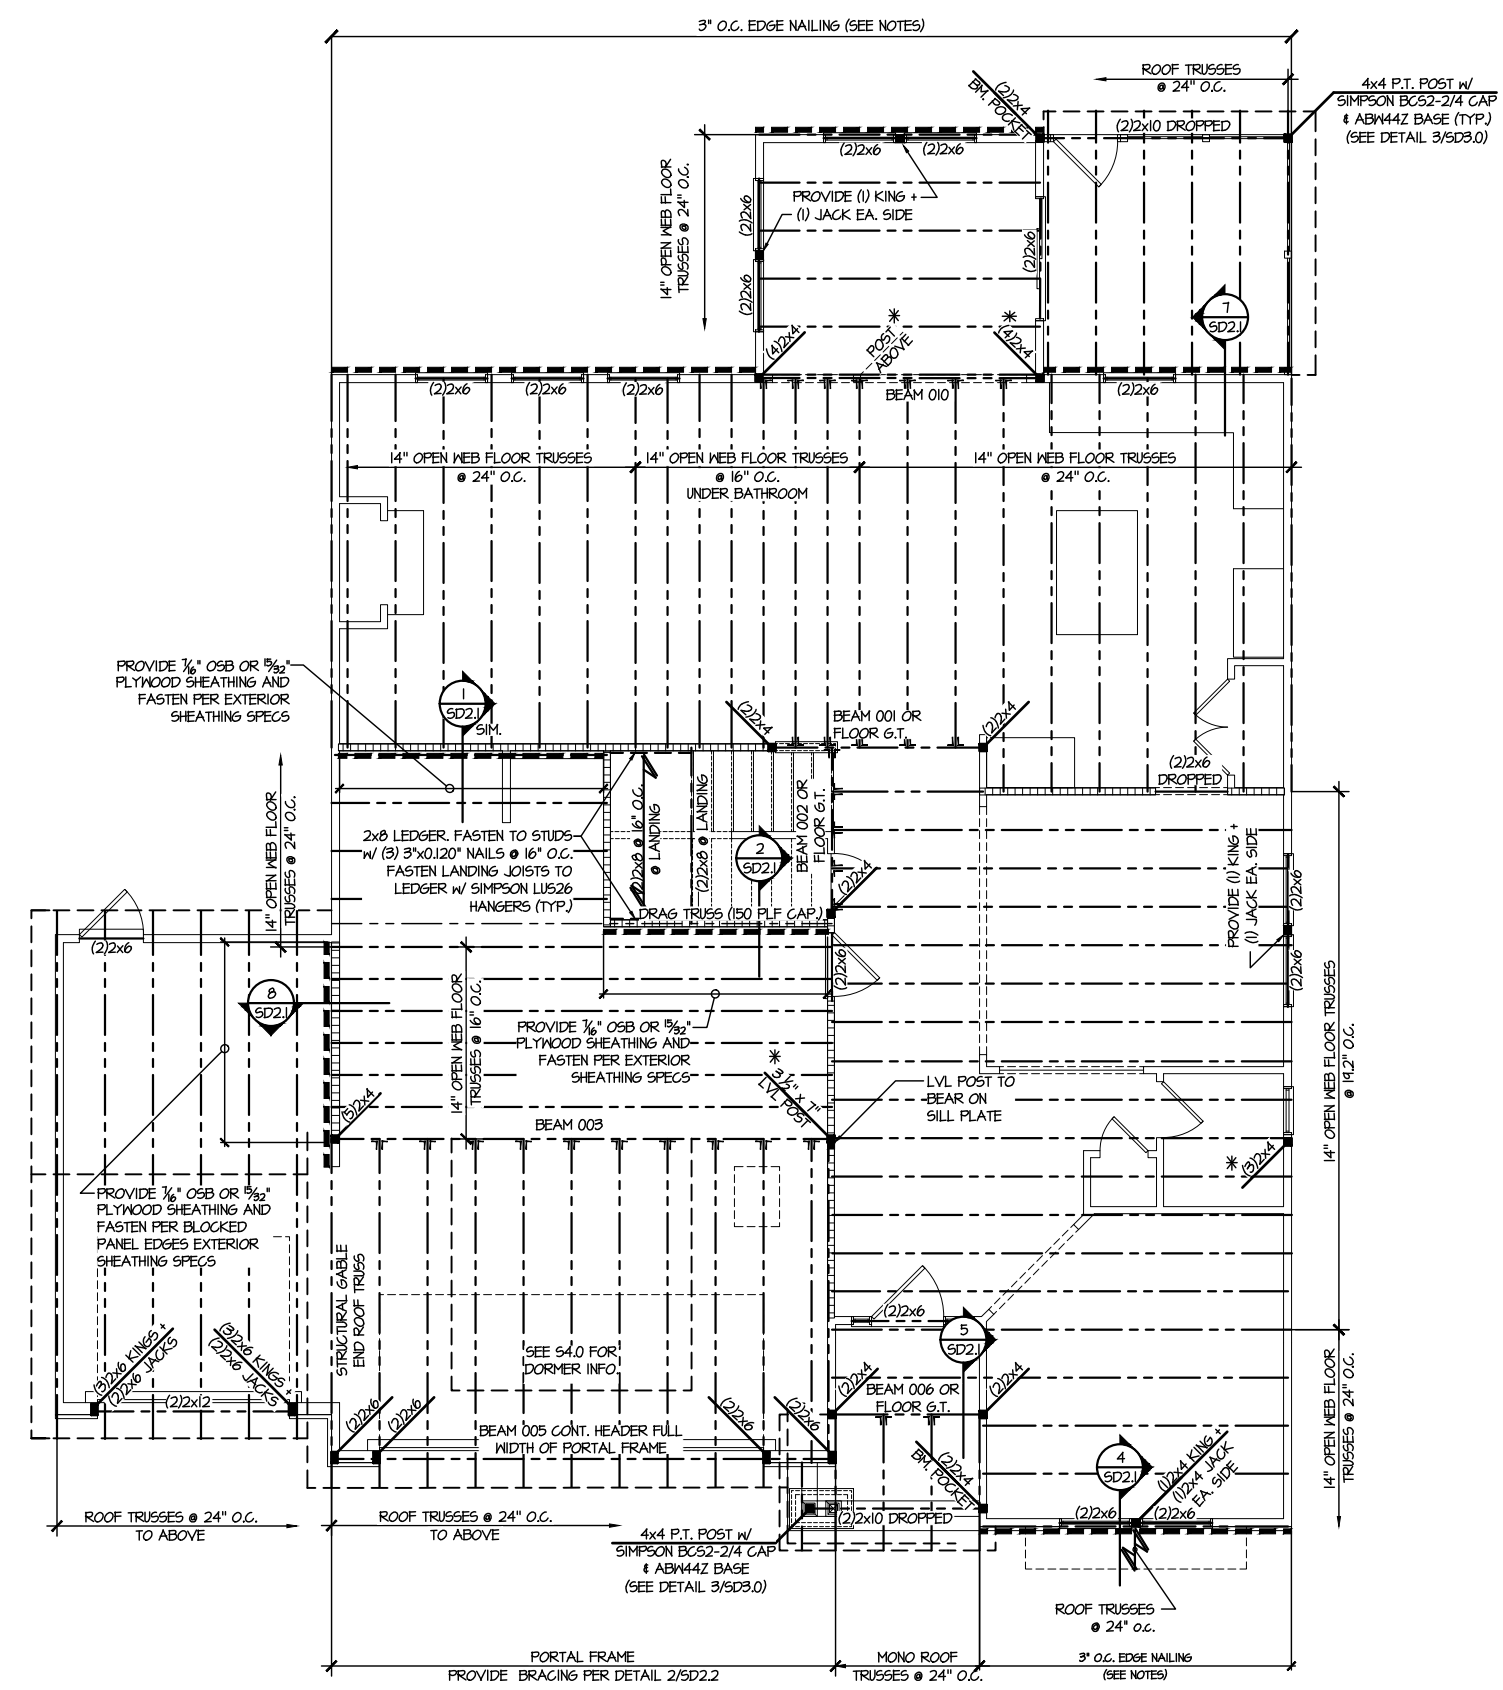 3" O.C. EDGE NAILING (SEE NOTES)
ROOF TRUSSES
@ 24" O.C.
4x4 P.T. POST W/
SIMPSON BCS2-2/4 CAP
& ABW44Z BASE (TYP.)
(SEE DETAIL 3/SD3.0)
(2)2x4
BM. POCKET
(2)2x10 DROPPED
(2)2x6
(2)2x6
14" OPEN WEB FLOOR
TRUSSES @ 24" O.C.
PROVIDE (1) KING +
(1) JACK EA. SIDE
(2)2x6
(2)2x6
(2)2x6
7
SD2.1
(4)2x4
POST
ABOVE
*
*
(4)2x4
(2)2x6
(2)2x6
(2)2x6
BEAM 010
(2)2x6
14" OPEN WEB FLOOR TRUSSES
@ 24" O.C.
14" OPEN WEB FLOOR TRUSSES
@ 16" O.C.
UNDER BATHROOM
14" OPEN WEB FLOOR TRUSSES
@ 24" O.C.
PROVIDE 7/16" OSB OR 15/32"
PLYWOOD SHEATHING AND
FASTEN PER EXTERIOR
SHEATHING SPECS
1
SD2.1
SIM.
(2)2x4
BEAM 001 OR
FLOOR G.T.
(2)2x4
(2)2x6
DROPPED
14" OPEN WEB FLOOR
TRUSSES @ 24" O.C.
2x8 LEDGER. FASTEN TO STUDS
W/ (3) 3"x0.120" NAILS @ 16" O.C.
FASTEN LANDING JOISTS TO
LEDGER W/ SIMPSON LUS26
HANGERS (TYP.)
(2)2x8 @ 16" O.C.
@ LANDING
(2)2x8 @ LANDING
BEAM 002 OR
FLOOR G.T.
2
SD2.1
(2)2x4
DRAG TRUSS (150 PLF CAP.)
PROVIDE (1) KING +
(1) JACK EA. SIDE
(2)2x6
(2)2x6
(2)2x6
(2)2x6
8
SD2.1
14" OPEN WEB FLOOR
TRUSSES @ 16" O.C.
PROVIDE 7/16" OSB OR 15/32"
PLYWOOD SHEATHING AND
FASTEN PER EXTERIOR
SHEATHING SPECS
14" OPEN WEB FLOOR TRUSSES
@ 19.2" O.C.
*
3 1/2" x 7"
LVL POST
LVL POST TO
BEAR ON
SILL PLATE
(5)2x4
BEAM 003
*
(3)2x4
PROVIDE 7/16" OSB OR 15/32"
PLYWOOD SHEATHING AND
FASTEN PER BLOCKED
PANEL EDGES EXTERIOR
SHEATHING SPECS
STRUCTURAL GABLE
END ROOF TRUSS
SEE S4.0 FOR
DORMER INFO.
(2)2x6
5
SD2.1
(3)2x6 KINGS +
(2)2x6 JACKS
(3)2x6 KINGS +
(2)2x6 JACKS
(2)2x12
(2)2x6
(2)2x6
BEAM 005 CONT. HEADER FULL
WIDTH OF PORTAL FRAME
(2)2x6
(2)2x6
(2)2x4
BEAM 006 OR
FLOOR G.T.
(2)2x4
14" OPEN WEB FLOOR
TRUSSES @ 24" O.C.
(2)2x4
BM. POCKET
4
SD2.1
(1)2x4 KING +
(1)2x4 JACK
EA. SIDE
(2)2x6
(2)2x6
ROOF TRUSSES @ 24" O.C.
TO ABOVE
ROOF TRUSSES @ 24" O.C.
TO ABOVE
(2)2x10 DROPPED
4x4 P.T. POST W/
SIMPSON BCS2-2/4 CAP
& ABW44Z BASE
(SEE DETAIL 3/SD3.0)
ROOF TRUSSES
@ 24" O.C.
PORTAL FRAME
PROVIDE BRACING PER DETAIL 2/SD2.2
MONO ROOF
TRUSSES @ 24" O.C.
3" O.C. EDGE NAILING
(SEE NOTES)